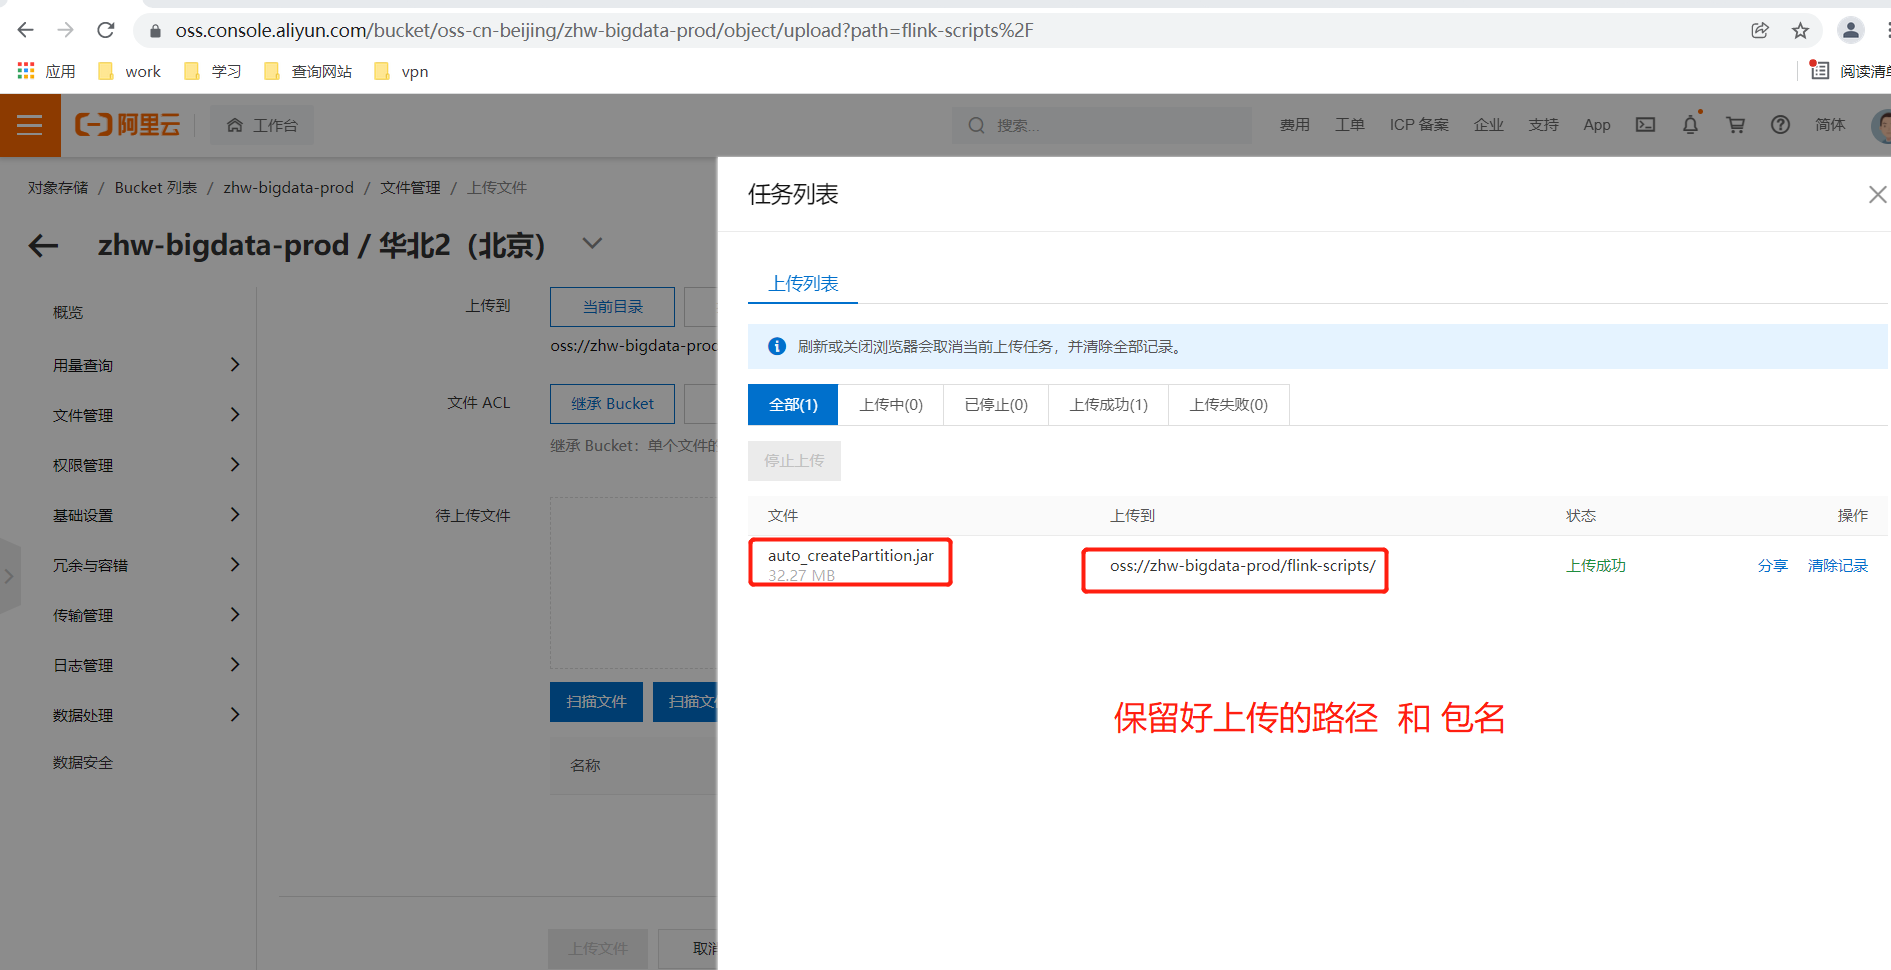 oss.console.aliyun.com/bucket/oss-cn-beijing/zhw-bigdata-prod/object/upload?path=flink-scripts%2F
应用 work 学习 查询网站 vpn 阅读清单
阿里云 工作台 搜索... 费用 工单 ICP 备案 企业 支持 App 简体
对象存储 / Bucket 列表 / zhw-bigdata-prod / 文件管理 / 上传文件
zhw-bigdata-prod / 华北2（北京）
概览
用量查询
文件管理
权限管理
基础设置
冗余与容错
传输管理
日志管理
数据处理
数据安全
上传到 当前目录
oss://zhw-bigdata-prod
文件 ACL 继承 Bucket
继承 Bucket：单个文件的
待上传文件
扫描文件 扫描文件
名称
上传文件 取消
任务列表
上传列表
刷新或关闭浏览器会取消当前上传任务，并清除全部记录。
全部(1) 上传中(0) 已停止(0) 上传成功(1) 上传失败(0)
停止上传
文件 上传到 状态 操作
auto_createPartition.jar oss://zhw-bigdata-prod/flink-scripts/ 上传成功 分享 清除记录
32.27 MB
保留好上传的路径 和 包名